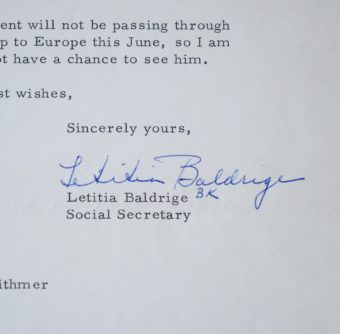 ent will not be passing through
p to Europe this June, so I am
ot have a chance to see him.
st wishes,
Sincerely yours,
Letitia Baldrige
BK
Letitia Baldrige
Social Secretary
ithmer